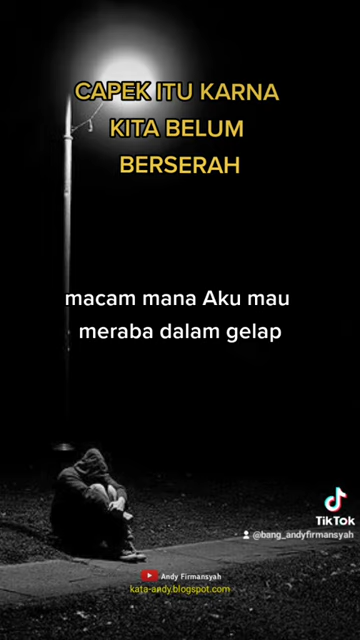 CAPEK ITU KARNA
KITA BELUM
BERSERAH
macam mana Aku mau
meraba dalam gelap
TikTok
@bang_andyfirmansyah
Andy Firmansyah
kata-andy.blogspot.com